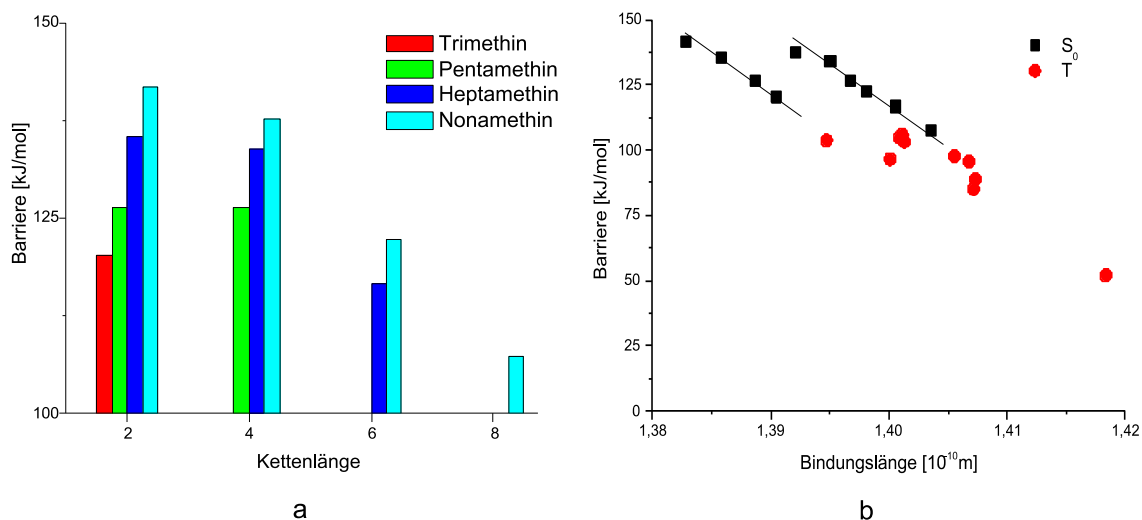 150
125
100
Barriere [kJ/mol]
Trimethin
Pentamethin
Heptamethin
Nonamethin
2 4 6 8
Kettenlänge
a
150
125
100
75
50
25
0
Barriere [kJ/mol]
S0
T
1,38 1,39 1,40 1,41 1,42
Bindungslänge [10-10m]
b